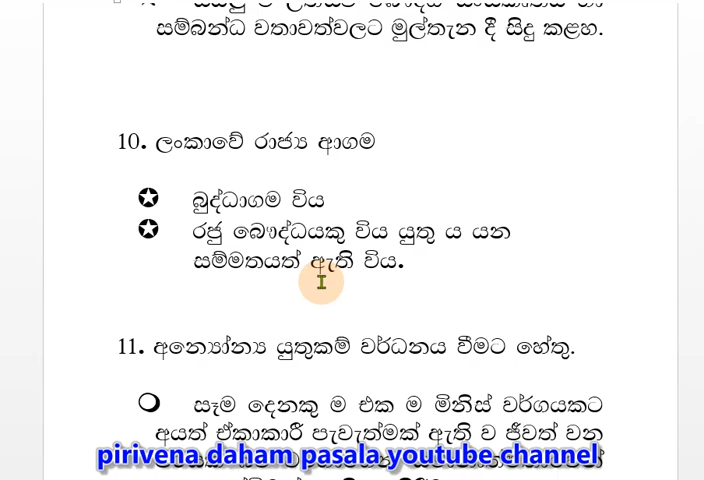 සම්බන්ධ වතාවත්වලට මුල්තැන දී සිදු කළහ.
10. ලංකාවේ රාජ්‍ය ආගම
✪ බුද්ධාගම විය
✪ රජු බෞද්ධයකු විය යුතු ය යන
සම්මතයත් ඇති විය.
11. අන්‍යෝන්‍ය යුතුකම් වර්ධනය වීමට හේතු.
සෑම දෙනකු ම එක ම මිනිස් වර්ගයකට
අයත් ඒකාකාරී පැවැත්මක් ඇති ව ජීවත් වන
pirivena daham pasala youtube channel